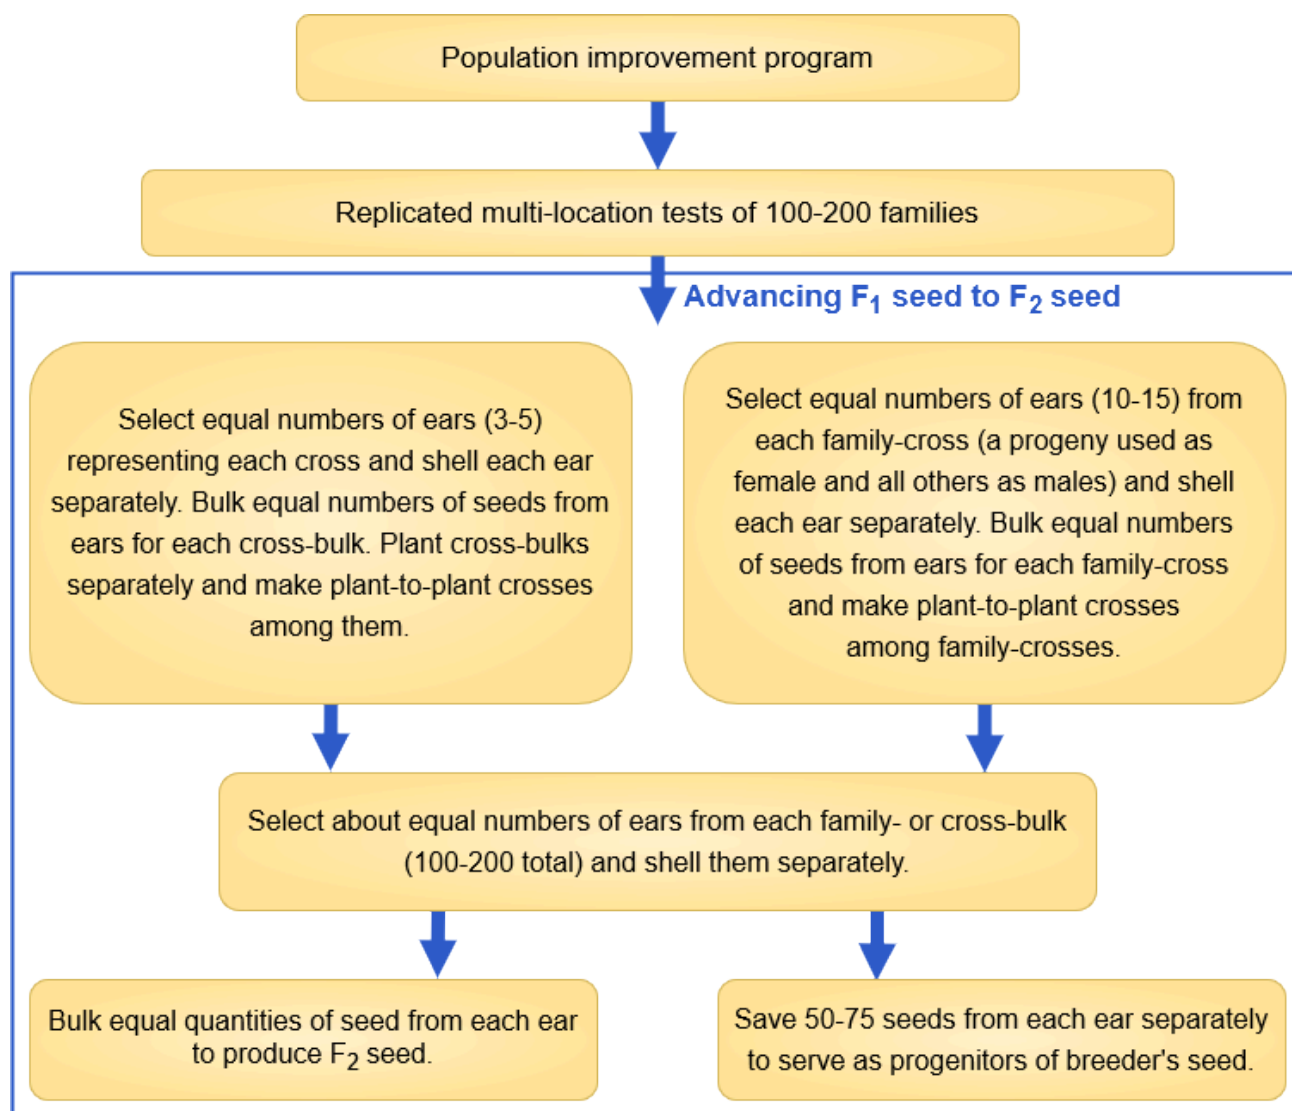 Population improvement program
Replicated multi-location tests of 100-200 families
Advancing F₁ seed to F₂ seed
Select equal numbers of ears (3-5)
representing each cross and shell each ear
separately. Bulk equal numbers of seeds from
ears for each cross-bulk. Plant cross-bulks
separately and make plant-to-plant crosses
among them.
Select equal numbers of ears (10-15) from
each family-cross (a progeny used as
female and all others as males) and shell
each ear separately. Bulk equal numbers
of seeds from ears for each family-cross
and make plant-to-plant crosses
among family-crosses.
Select about equal numbers of ears from each family- or cross-bulk
(100-200 total) and shell them separately.
Bulk equal quantities of seed from each ear
to produce F₂ seed.
Save 50-75 seeds from each ear separately
to serve as progenitors of breeder's seed.